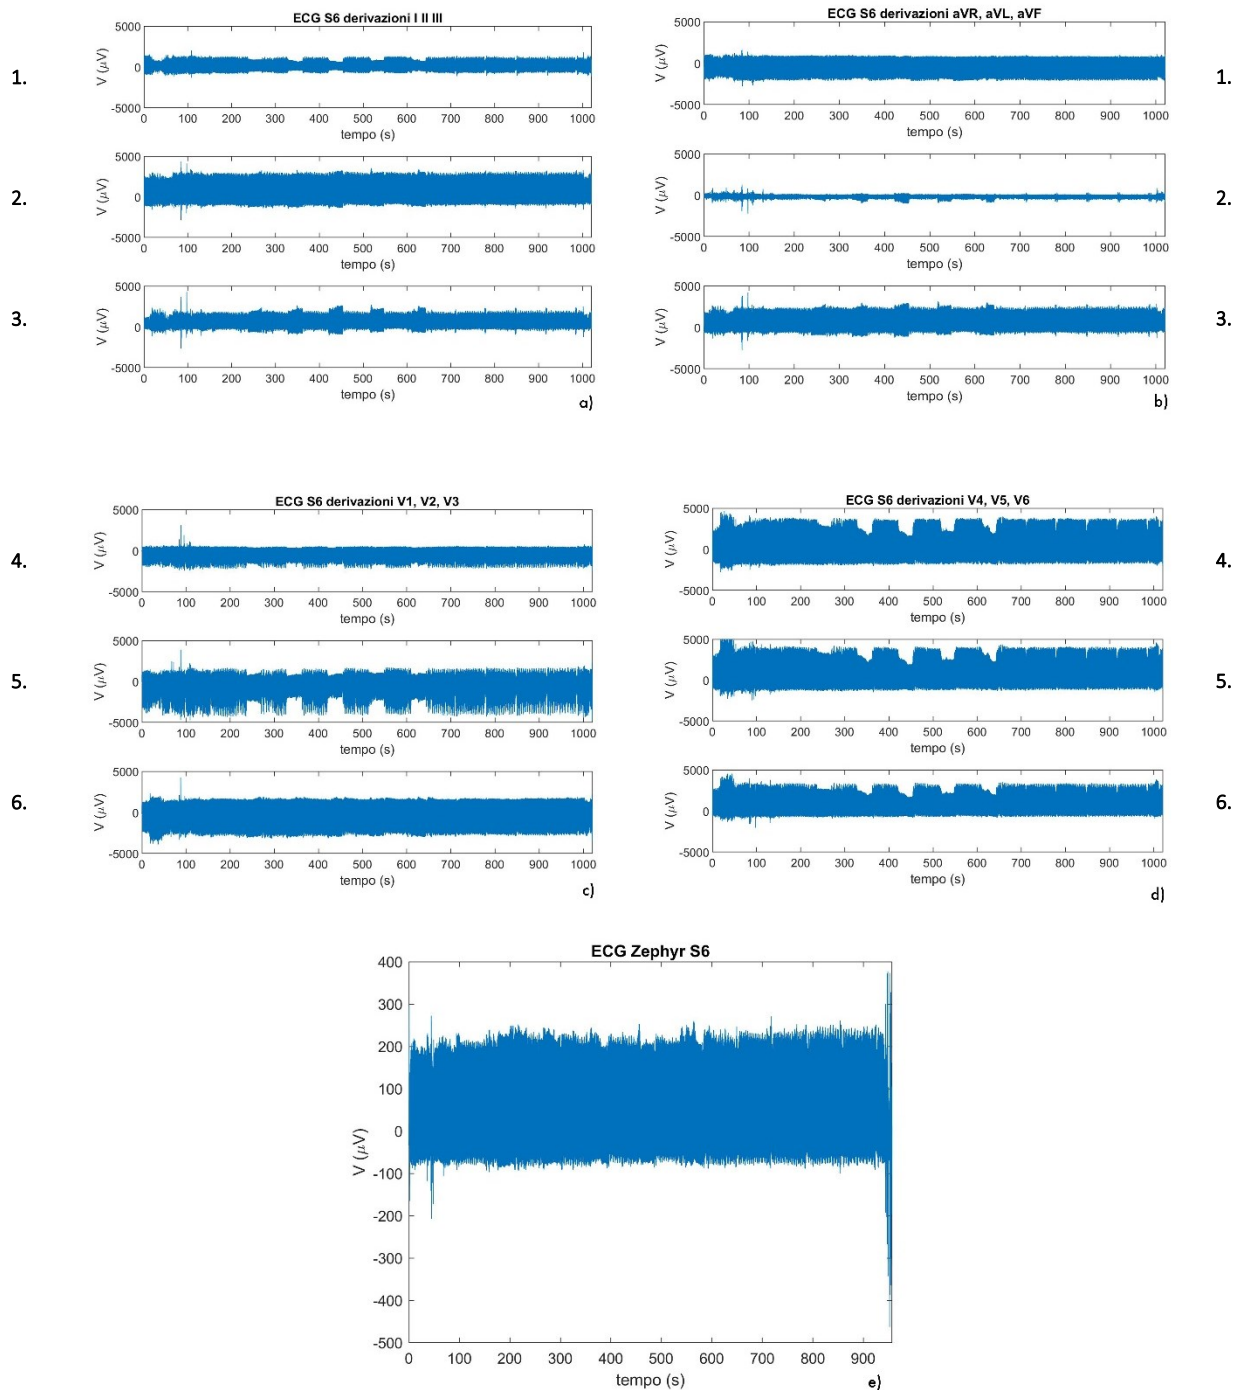 ECG S6 derivazioni I II III
1.
5000
0
-5000
V (μV)
0 100 200 300 400 500 600 700 800 900 1000
tempo (s)
2.
5000
0
-5000
V (μV)
0 100 200 300 400 500 600 700 800 900 1000
tempo (s)
3.
5000
0
-5000
V (μV)
0 100 200 300 400 500 600 700 800 900 1000
tempo (s)
a)
ECG S6 derivazioni aVR, aVL, aVF
1.
5000
0
-5000
V (μV)
0 100 200 300 400 500 600 700 800 900 1000
tempo (s)
2.
5000
0
-5000
V (μV)
0 100 200 300 400 500 600 700 800 900 1000
tempo (s)
3.
5000
0
-5000
V (μV)
0 100 200 300 400 500 600 700 800 900 1000
tempo (s)
b)
ECG S6 derivazioni V1, V2, V3
4.
5000
0
-5000
V (μV)
0 100 200 300 400 500 600 700 800 900 1000
tempo (s)
5.
5000
0
-5000
V (μV)
0 100 200 300 400 500 600 700 800 900 1000
tempo (s)
6.
5000
0
-5000
V (μV)
0 100 200 300 400 500 600 700 800 900 1000
tempo (s)
c)
ECG S6 derivazioni V4, V5, V6
4.
5000
0
-5000
V (μV)
0 100 200 300 400 500 600 700 800 900 1000
tempo (s)
5.
5000
0
-5000
V (μV)
0 100 200 300 400 500 600 700 800 900 1000
tempo (s)
6.
5000
0
-5000
V (μV)
0 100 200 300 400 500 600 700 800 900 1000
tempo (s)
d)
ECG Zephyr S6
400
300
200
100
0
-100
-200
-300
-400
-500
V (μV)
0 100 200 300 400 500 600 700 800 900
tempo (s)
e)